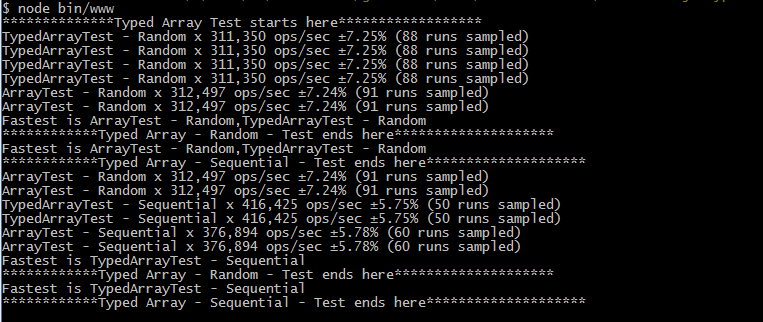 $ node bin/www
**************Typed Array Test starts here******************
TypedArrayTest - Random x 311,350 ops/sec ±7.25% (88 runs sampled)
TypedArrayTest - Random x 311,350 ops/sec ±7.25% (88 runs sampled)
TypedArrayTest - Random x 311,350 ops/sec ±7.25% (88 runs sampled)
TypedArrayTest - Random x 311,350 ops/sec ±7.25% (88 runs sampled)
ArrayTest - Random x 312,497 ops/sec ±7.24% (91 runs sampled)
ArrayTest - Random x 312,497 ops/sec ±7.24% (91 runs sampled)
Fastest is ArrayTest - Random,TypedArrayTest - Random
************Typed Array - Random - Test ends here********************
Fastest is ArrayTest - Random,TypedArrayTest - Random
************Typed Array - Sequential - Test ends here********************
ArrayTest - Random x 312,497 ops/sec ±7.24% (91 runs sampled)
ArrayTest - Random x 312,497 ops/sec ±7.24% (91 runs sampled)
TypedArrayTest - Sequential x 416,425 ops/sec ±5.75% (50 runs sampled)
TypedArrayTest - Sequential x 416,425 ops/sec ±5.75% (50 runs sampled)
ArrayTest - Sequential x 376,894 ops/sec ±5.78% (60 runs sampled)
ArrayTest - Sequential x 376,894 ops/sec ±5.78% (60 runs sampled)
Fastest is TypedArrayTest - Sequential
************Typed Array - Random - Test ends here********************
Fastest is TypedArrayTest - Sequential
************Typed Array - Sequential - Test ends here********************